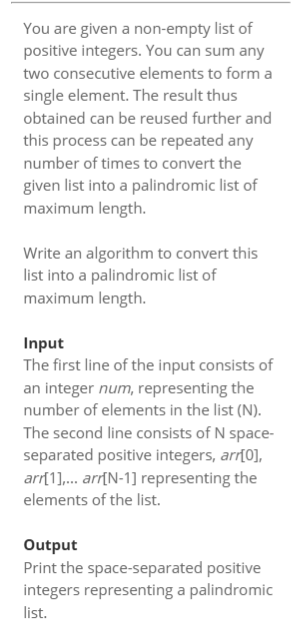 You are given a non-empty list of
positive integers. You can sum any
two consecutive elements to form a
single element. The result thus
obtained can be reused further and
this process can be repeated any
number of times to convert the
given list into a palindromic list of
maximum length.
Write an algorithm to convert this
list into a palindromic list of
maximum length.
Input
The first line of the input consists of
an integer num, representing the
number of elements in the list (N).
The second line consists of N space-
separated positive integers, arr[0],
arr[1],... arr[N-1] representing the
elements of the list.
Output
Print the space-separated positive
integers representing a palindromic
list.